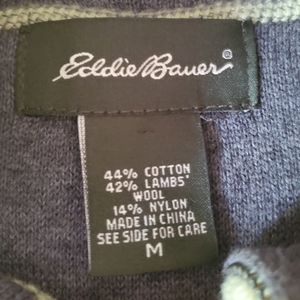 Eddie Bauer®
44% COTTON
42% LAMBS'
WOOL
14% NYLON
MADE IN CHINA
SEE SIDE FOR CARE
M